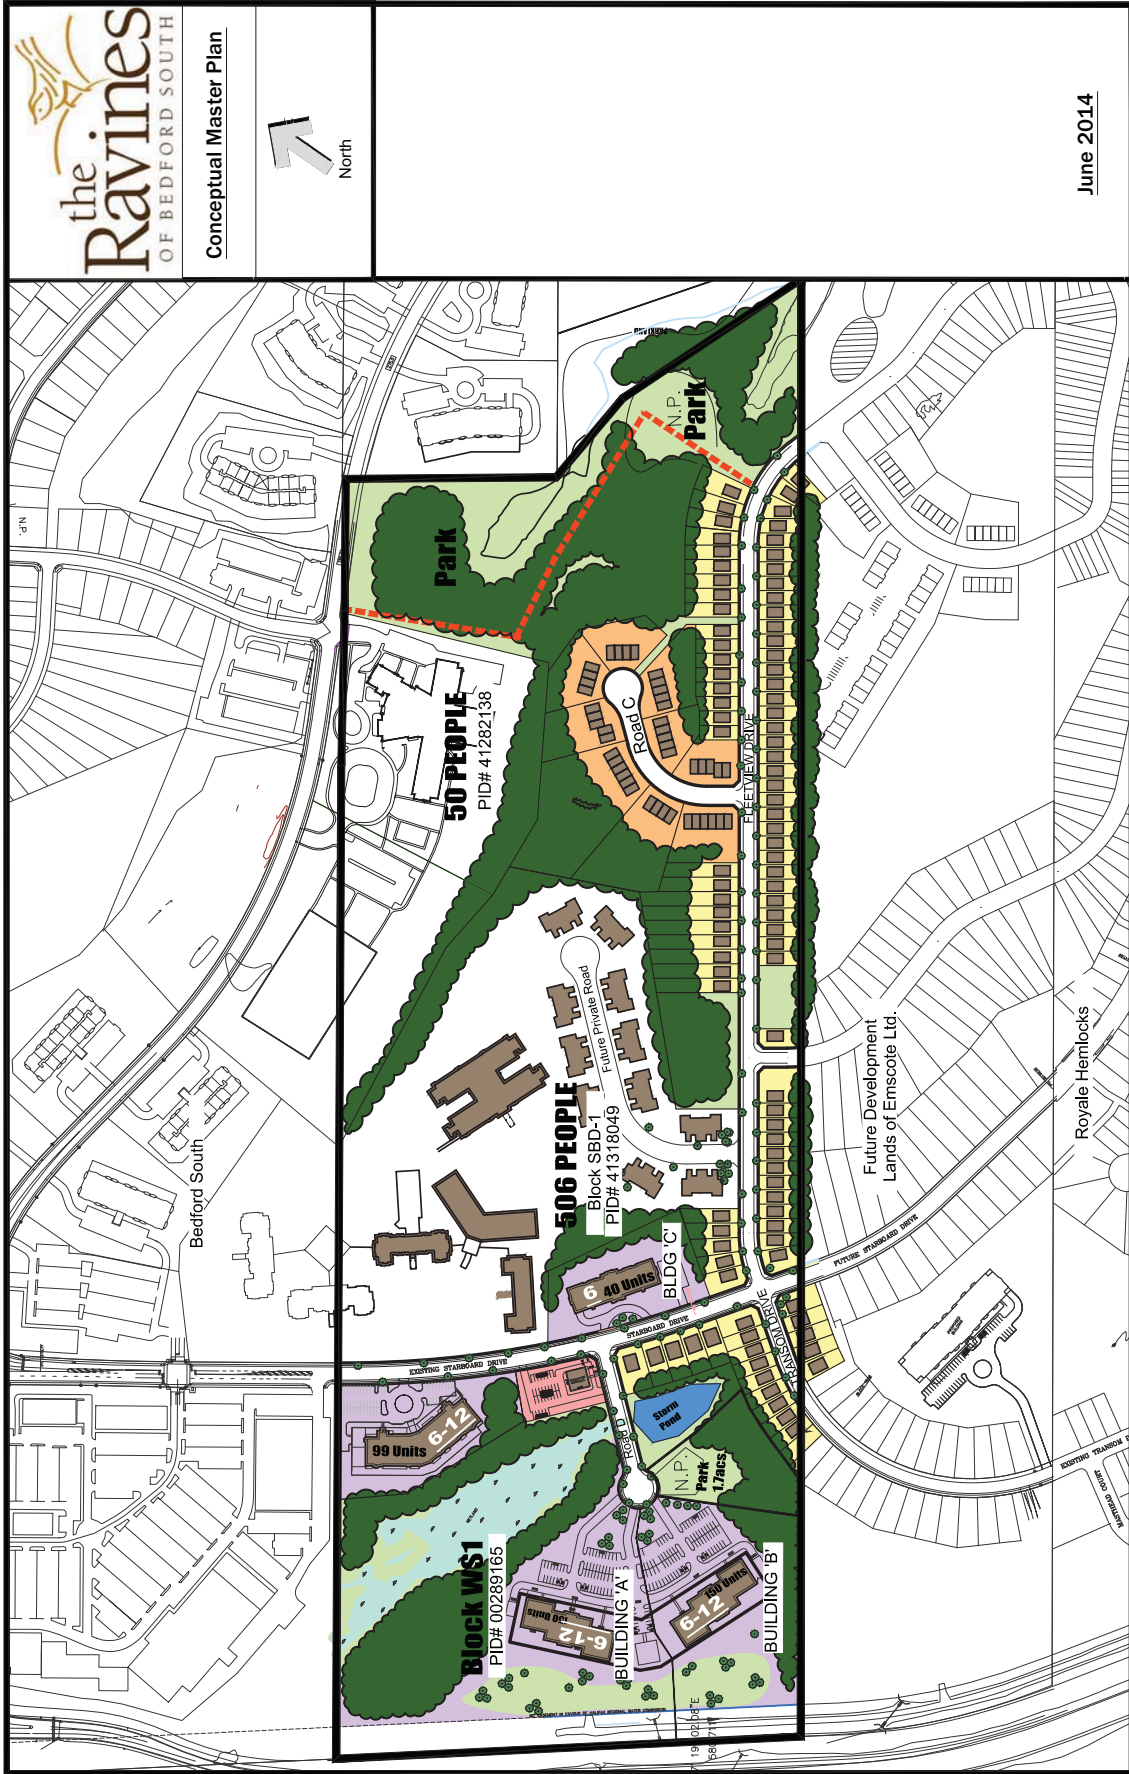 the
Ravines
OF BEDFORD SOUTH
Conceptual Master Plan
North
June 2014
N.P.
Park
N.P.
Park
50 PEOPLE
PID# 41282138
Road C
FLEETVIEW DRIVE
Future Private Road
506 PEOPLE
Block SBD-1
PID# 41318049
Bedford South
Future Development
Lands of Emscote Ltd.
Royale Hemlocks
FUTURE STARBOARD DRIVE
6
40 Units
BLDG 'C'
STARBOARD DRIVE
EXISTING STARBOARD DRIVE
TRANSOM DRIVE
99 Units
6-12
Road D
Storm
Pond
N.P.
Park
1.7acs.
EXISTING TRANSOM D
MASTHEAD COURT
Block WS1
PID# 00289165
6-12
BUILDING 'A'
150 Units
6-12
BUILDING 'B'